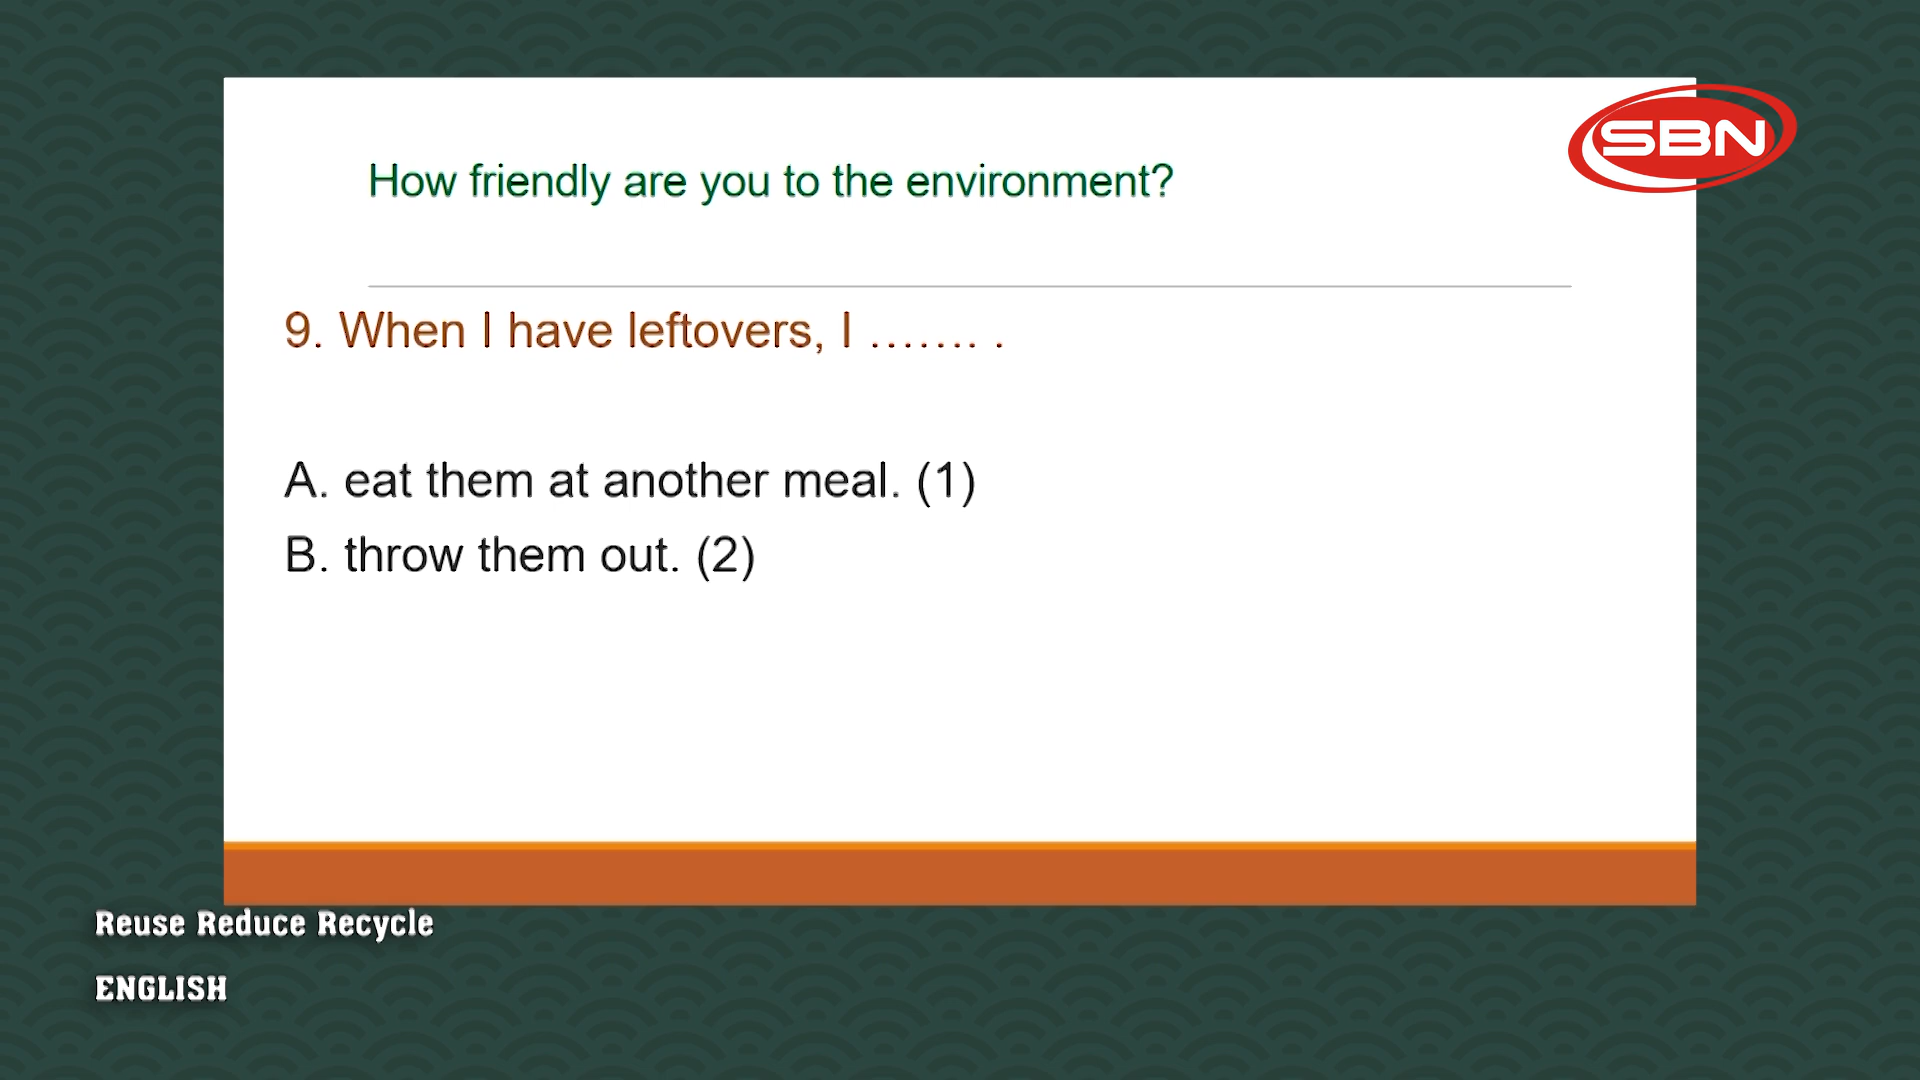 SBN
How friendly are you to the environment?
9. When I have leftovers, I ....... .
A. eat them at another meal. (1)
B. throw them out. (2)
Reuse Reduce Recycle
ENGLISH